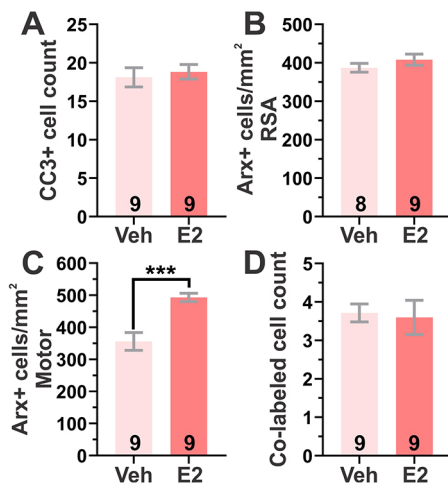 A
CC3+ cell count
25
20
15
10
5
0
9 9
Veh E2
B
Arx+ cells/mm²
RSA
500
400
300
200
100
0
8 9
Veh E2
C
Arx+ cells/mm²
Motor
600
500
400
300
200
100
0
***
9 9
Veh E2
D
Co-labeled cell count
5
4
3
2
1
0
9 9
Veh E2